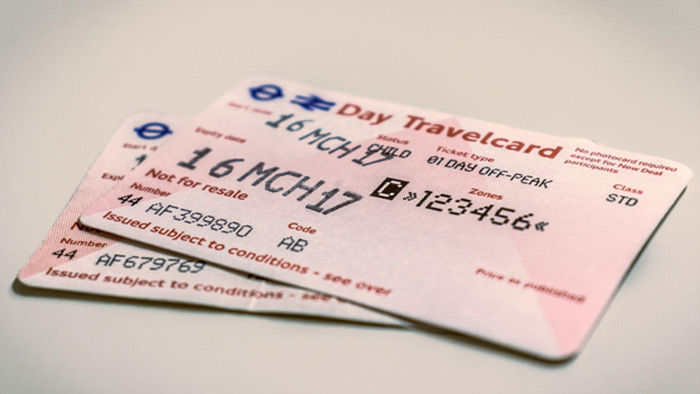 Day Travelcard
No photocard required
except for New Deal
participants
16 MCH 17
Status
CHILD
Ticket type
01 DAY OFF-PEAK
Class
STD
Expiry date
16 MCH 17
C »123456«
Zones
Not for resale
Number
44 AF399890
Code
AB
Issued subject to conditions - see over
Price as published
Number
44 AF679769
Issued subject to conditions - see over